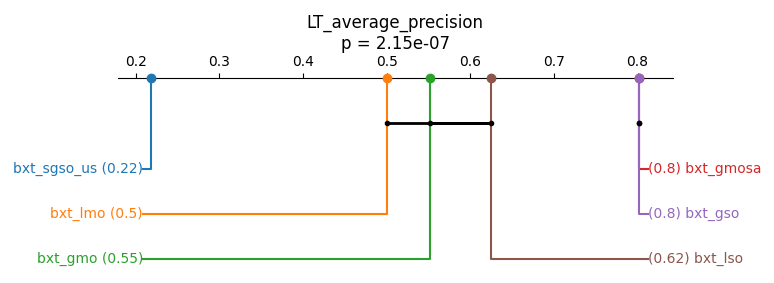 LT_average_precision
p = 2.15e-07
0.2 0.3 0.4 0.5 0.6 0.7 0.8
bxt_sgso_us (0.22) (0.8) bxt_gmosa
bxt_lmo (0.5) (0.8) bxt_gso
bxt_gmo (0.55) (0.62) bxt_lso